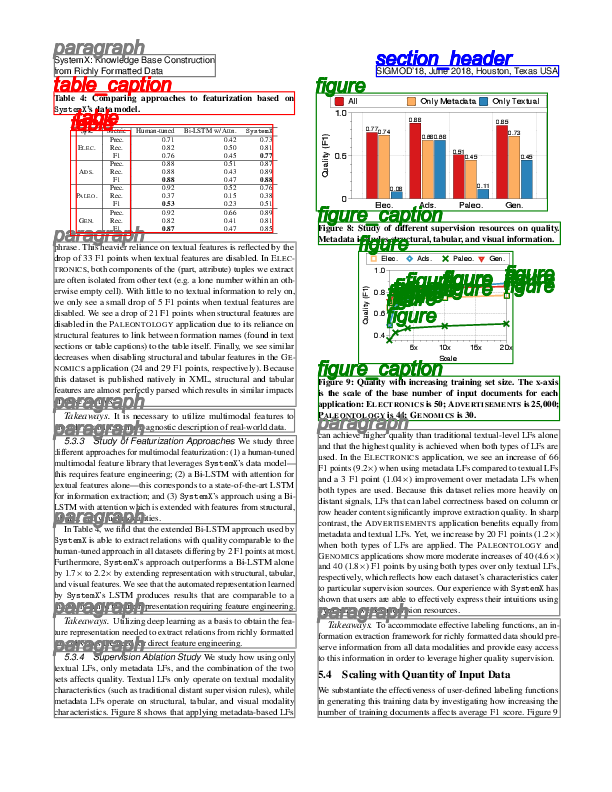 paragraph
SystemX: Knowledge Base Construction
from Richly Formatted Data
section_header
SIGMOD'18, June 2018, Houston, Texas USA
table_caption
Table 4: Comparing approaches to featurization based on
SystemX's data model.
table
table
Human-tuned Bi-LSTM w/ Attn. SystemX
Prec. 0.71 0.42 0.73
ELEC. Rec. 0.82 0.50 0.81
F1 0.76 0.45 0.77
Prec. 0.88 0.51 0.87
ADS. Rec. 0.88 0.43 0.89
F1 0.88 0.47 0.88
Prec. 0.92 0.52 0.76
PALEO. Rec. 0.37 0.15 0.38
F1 0.53 0.23 0.51
Prec. 0.92 0.66 0.89
GEN. Rec. 0.82 0.41 0.81
F1 0.87 0.47 0.85
paragraph
phrase. This heavier reliance on textual features is reflected by the
drop of 33 F1 points when textual features are disabled. In ELEC-
TRONICS, both components of the (part, attribute) tuples we extract
are often isolated from other text (e.g. a lone number within an oth-
erwise empty cell). With little to no textual information to rely on,
we only see a small drop of 5 F1 points when textual features are
disabled. We see a drop of 21 F1 points when structural features are
disabled in the PALEONTOLOGY application due to its reliance on
structural features to link between formation names (found in text
sections or table captions) to the table itself. Finally, we see similar
decreases when disabling structural and tabular features in the GE-
NOMICS application (24 and 29 F1 points, respectively). Because
this dataset is published natively in XML, structural and tabular
features are almost perfectly parsed which results in similar impacts
paragraph
Takeaways. It is necessary to utilize multimodal features to
agnostic description of real-world data.
paragraph
5.3.3 Study of Featurization Approaches We study three
different approaches for multimodal featurization: (1) a human-tuned
multimodal feature library that leverages SystemX's data model—
this requires feature engineering; (2) a Bi-LSTM with attention for
textual features alone—this corresponds to a state-of-the-art LSTM
for information extraction; and (3) SystemX's approach using a Bi-
LSTM with attention which is extended with features from structural,
paragraph
In Table 4, we find that the extended Bi-LSTM approach used by
SystemX is able to extract relations with quality comparable to the
human-tuned approach in all datasets differing by 2 F1 points at most.
Furthermore, SystemX's approach outperforms a Bi-LSTM alone
by 1.7× to 2.2× by extending representation with structural, tabular,
and visual features. We see that the automated representation learned
by SystemX's LSTM produces results that are comparable to a
representation requiring feature engineering.
paragraph
Takeaways. Utilizing deep learning as a basis to obtain the fea-
ture representation needed to extract relations from richly formatted
direct feature engineering.
paragraph
5.3.4 Supervision Ablation Study We study how using only
textual LFs, only metadata LFs, and the combination of the two
sets affects quality. Textual LFs only operate on textual modality
characteristics (such as traditional distant supervision rules), while
metadata LFs operate on structural, tabular, and visual modality
characteristics. Figure 8 shows that applying metadata-based LFs
figure
All Only Metadata Only Textual
Quality (F1)
1.0
0.5
0
0.77 0.74 0.08
0.88 0.68 0.68
0.51 0.45 0.11
0.85 0.73 0.45
Elec. Ads. Paleo. Gen.
figure_caption
Figure 8: Study of different supervision resources on quality.
Metadata structural, tabular, and visual information.
figure
Elec. Ads. Paleo. Gen.
Quality (F1)
1.0
0.8
0.6
0.4
5x 10x 15x 20x
Scale
figure_caption
Figure 9: Quality with increasing training set size. The x-axis
is the scale of the base number of input documents for each
application: ELECTRONICS is 50; ADVERTISEMENTS is 25,000;
PALEONTOLOGY is 44; GENOMICS is 30.
paragraph
can achieve higher quality than traditional textual-level LFs alone
and that the highest quality is achieved when both types of LFs are
used. In the ELECTRONICS application, we see an increase of 66
F1 points (9.2×) when using metadata LFs compared to textual LFs
and a 3 F1 point (1.04×) improvement over metadata LFs when
both types are used. Because this dataset relies more heavily on
distant signals, LFs that can label correctness based on column or
row header content significantly improve extraction quality. In sharp
contrast, the ADVERTISEMENTS application benefits equally from
metadata and textual LFs. Yet, we increase by 20 F1 points (1.2×)
when both types of LFs are applied. The PALEONTOLOGY and
GENOMICS applications show more moderate increases of 40 (4.6×)
and 40 (1.8×) F1 points by using both types over only textual LFs,
respectively, which reflects how each dataset's characteristics cater
to particular supervision sources. Our experience with SystemX has
shown that users are able to effectively express their intuitions using
resources.
paragraph
Takeaways. To accommodate effective labeling functions, an in-
formation extraction framework for richly formatted data should pre-
serve information from all data modalities and provide easy access
to this information in order to leverage higher quality supervision.
5.4 Scaling with Quantity of Input Data
We substantiate the effectiveness of user-defined labeling functions
in generating this training data by investigating how increasing the
number of training documents affects average F1 score. Figure 9